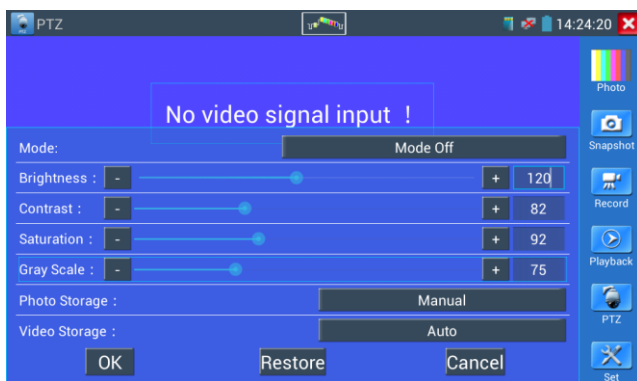 PTZ
14:24:20
Photo
No video signal input !
Snapshot
Mode:
Mode Off
Brightness :
-
+
120
Record
Contrast :
-
+
82
Saturation :
-
+
92
Playback
Gray Scale :
-
+
75
Photo Storage :
Manual
PTZ
Video Storage :
Auto
OK
Restore
Cancel
Set